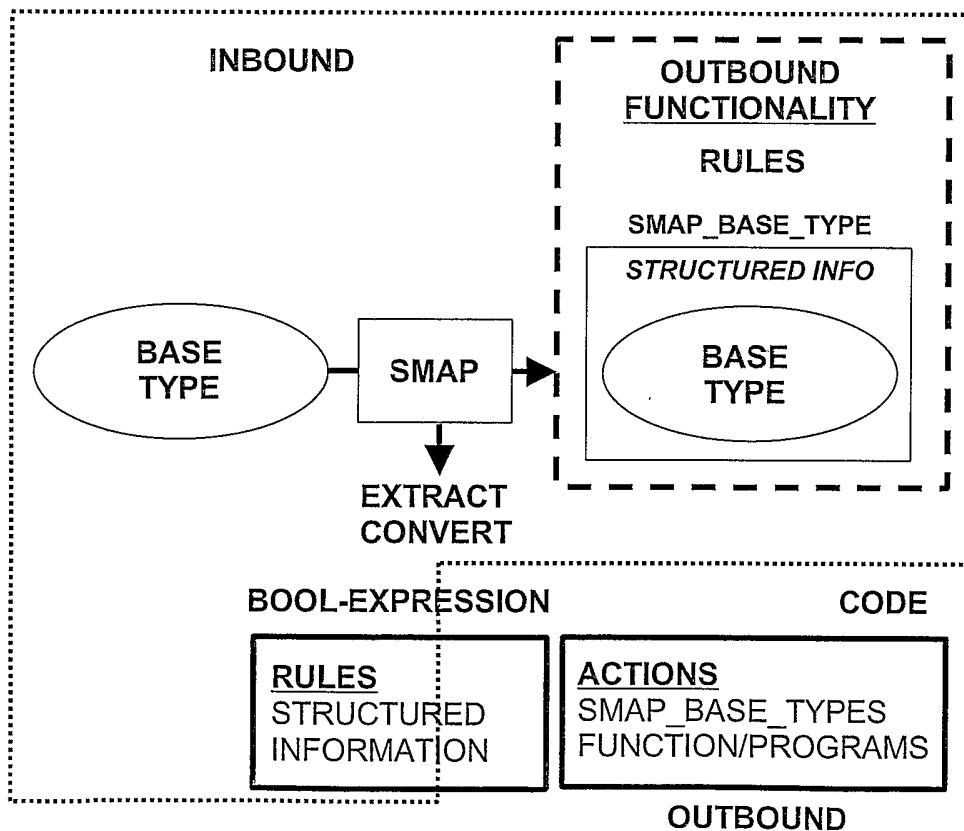 INBOUND
OUTBOUND
FUNCTIONALITY
RULES
SMAP_BASE_TYPE
STRUCTURED INFO
BASE
TYPE
SMAP
BASE
TYPE
EXTRACT
CONVERT
BOOL-EXPRESSION
CODE
RULES
STRUCTURED
INFORMATION
ACTIONS
SMAP_BASE_TYPES
FUNCTION/PROGRAMS
OUTBOUND